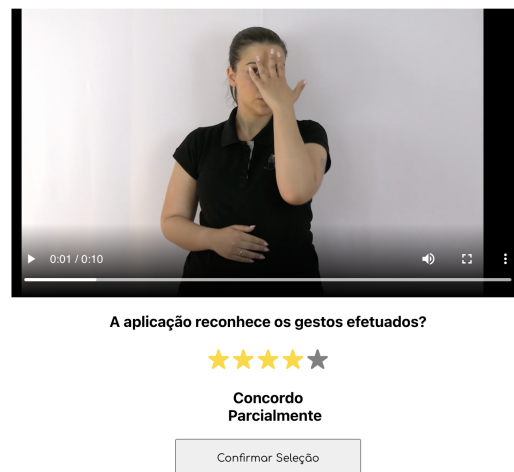 0:01 / 0:10
A aplicação reconhece os gestos efetuados?
Concordo
Parcialmente
Confirmar Seleção